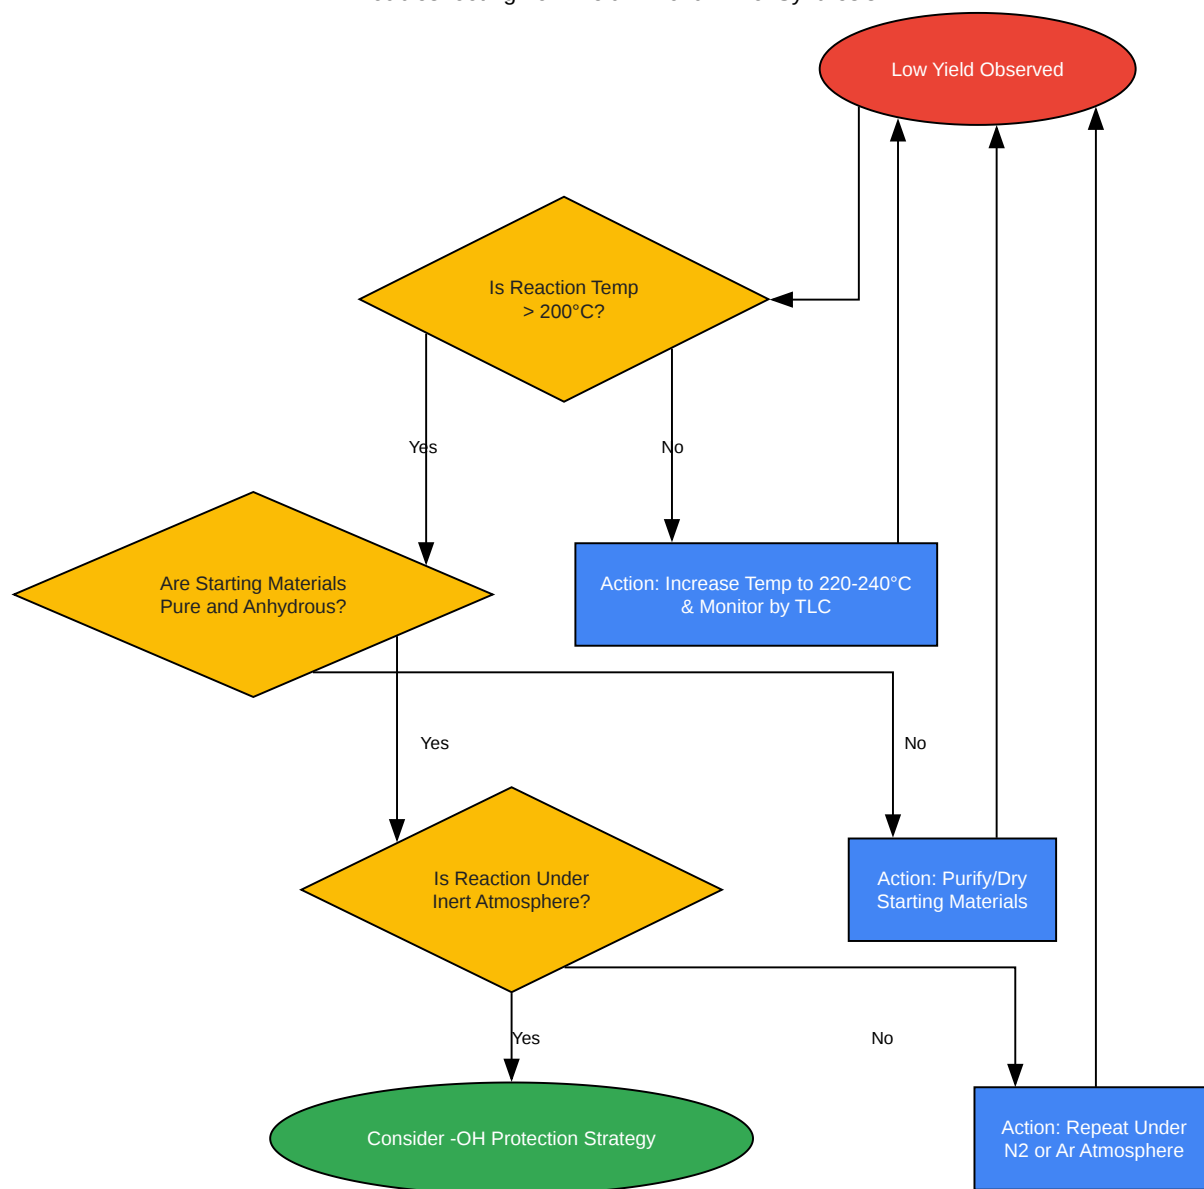 Low Yield Observed
Is Reaction Temp
> 200°C?
Yes
No
Are Starting Materials
Pure and Anhydrous?
Action: Increase Temp to 220-240°C
& Monitor by TLC
Yes
No
Is Reaction Under
Inert Atmosphere?
Action: Purify/Dry
Starting Materials
Yes
No
Consider -OH Protection Strategy
Action: Repeat Under
N2 or Ar Atmosphere